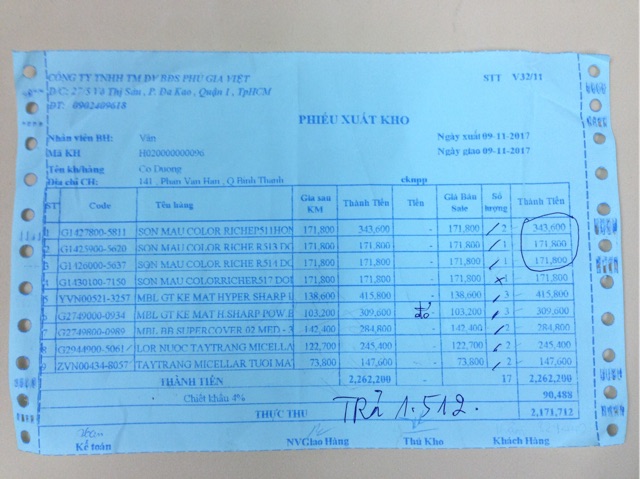 CÔNG TY TNHH TM DV BĐS PHÚ GIA VIỆT STT V32/11
Đ/C: 27/5 Võ Thị Sáu , P. Đa Kao , Quận 1 , TpHCM
ĐT: 0902409618
PHIẾU XUẤT KHO
Nhân viên BH: Vân Ngày xuất 09-11-2017
Mã KH H020000000096 Ngày giao 09-11-2017
Tên kh/hàng Co Duong
Địa chỉ CH: 141 , Phan Van Han , Q Binh Thanh cknpp
ST Code Tên hàng Gía sau KM Thành Tiền Tiền Giá Bán Sale Số lượng Thành Tiền
1 G1427800-5811 SON MAU COLOR RICHEP511HON 171,800 343,600 - 171,800 2 343,600
2 G1425900-5620 SON MAU COLOR RICHE R513 DO 171,800 171,800 - 171,800 1 171,800
3 G1426000-5637 SON MAU COLOR RICHE R514 DO 171,800 171,800 - 171,800 1 171,800
4 G1430100-7150 SON MAU COLORRICHER517 DO 171,800 171,800 - 171,800 1 171,800
5 YVN00521-3257 MBL GT KE MAT HYPER SHARP 138,600 415,800 - 138,600 3 415,800
6 G2749000-0934 MBL GT KE MAT H.SHARP POW B 103,200 309,600 103,200 3 309,600
7 G2749800-0989 MBL BB SUPERCOVER 02 MED - 142,400 284,800 - 142,400 2 284,800
8 G2944900-5061 LOR NUOC TAYTRANG MICELLA 122,700 245,400 - 122,700 2 245,400
9 ZVN00434-8057 TAYTRANG MICELLAR TUOI MA 73,800 147,600 - 73,800 2 147,600
THÀNH TIỀN 2,262,200 - 17 2,262,200
Chiết khấu 4% 90,488
THỰC THU TRẢ 1.512. 2,171,712
Kế toán NVGiao Hàng Thủ Kho Khách Hàng